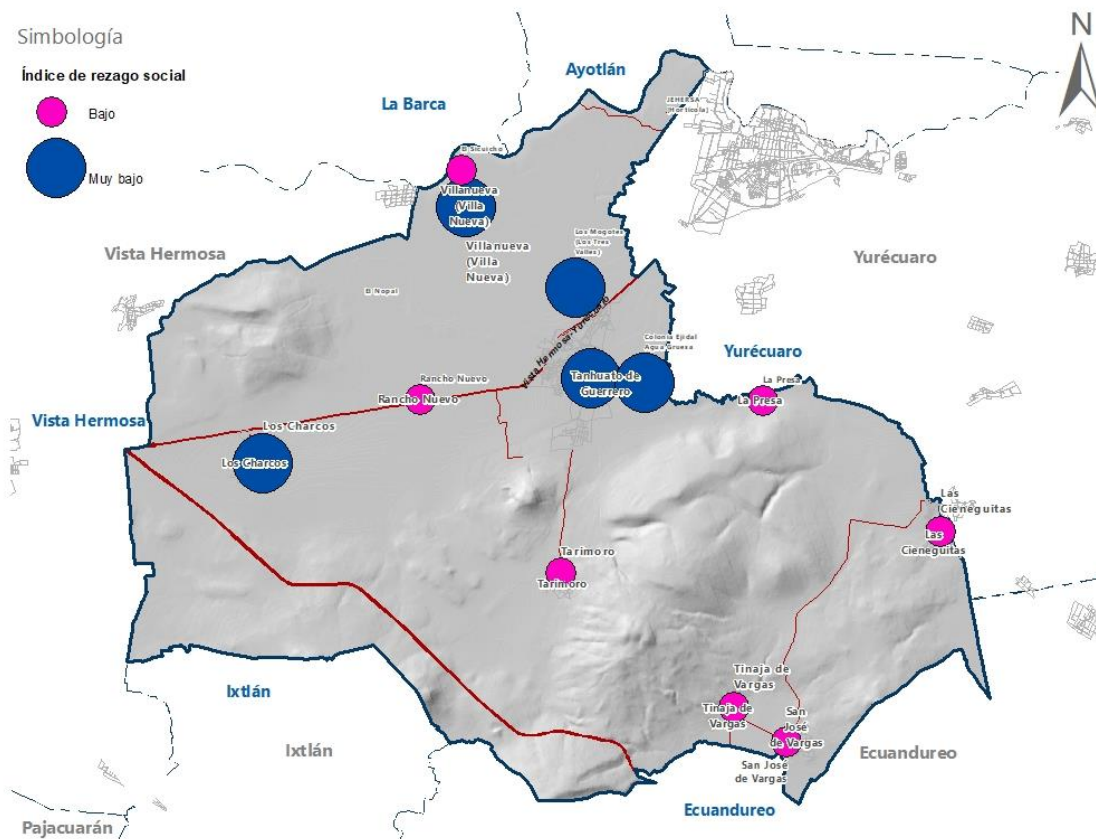 Simbología
Índice de rezago social
Bajo
Muy bajo
N
Ayotlán
La Barca
JEHERSA
(Hortícola)
El Sicuicho
Villanueva
(Villa
Nueva)
Villanueva
(Villa
Nueva)
Los Mogotes
(Los Tres
Valles)
Vista Hermosa
Yurécuaro
El Nopal
Vista Hermosa-Yurécuaro
Colonia Ejidal
Agua Gruesa
Yurécuaro
Tanhuato de
Guerrero
Rancho Nuevo
Rancho Nuevo
La Presa
La Presa
Vista Hermosa
Los Charcos
Los Charcos
Las
Cieneguitas
Las
Cieneguitas
Tarimoro
Tarimoro
Tinaja de
Vargas
Tinaja de
Vargas
San
José
de Vargas
San José
de Vargas
Ixtlán
Ixtlán
Ecuandureo
Ecuandureo
Pajacuarán